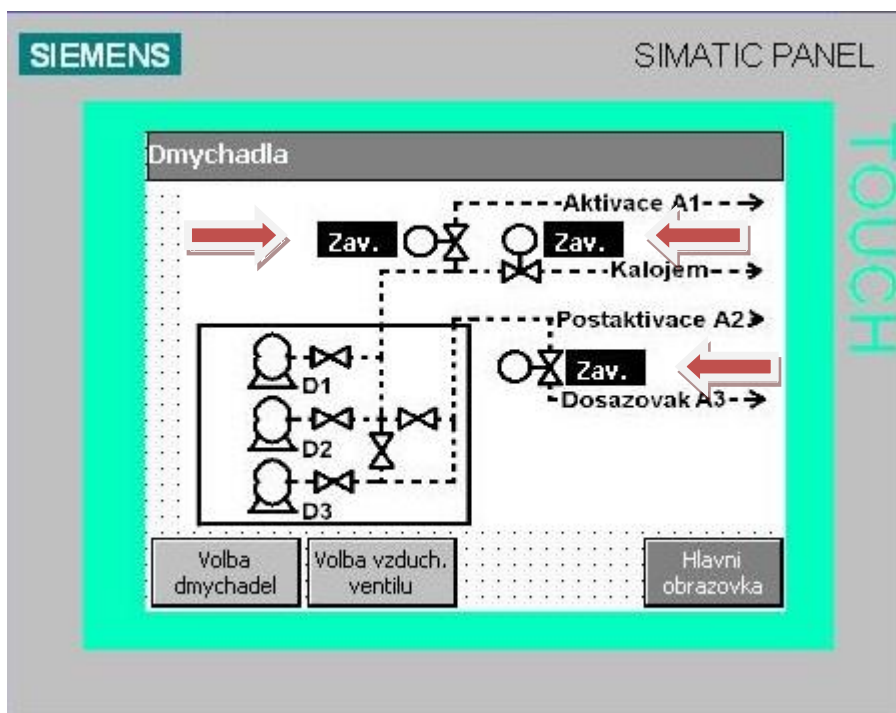 SIEMENS
SIMATIC PANEL
TOUCH
Dmychadla
Aktivace A1
Zav.
Zav.
Kalojem
Postaktivace A2
D1
Zav.
Dosazovak A3
D2
D3
Volba
dmychadel
Volba vzduch.
ventilu
Hlavni
obrazovka